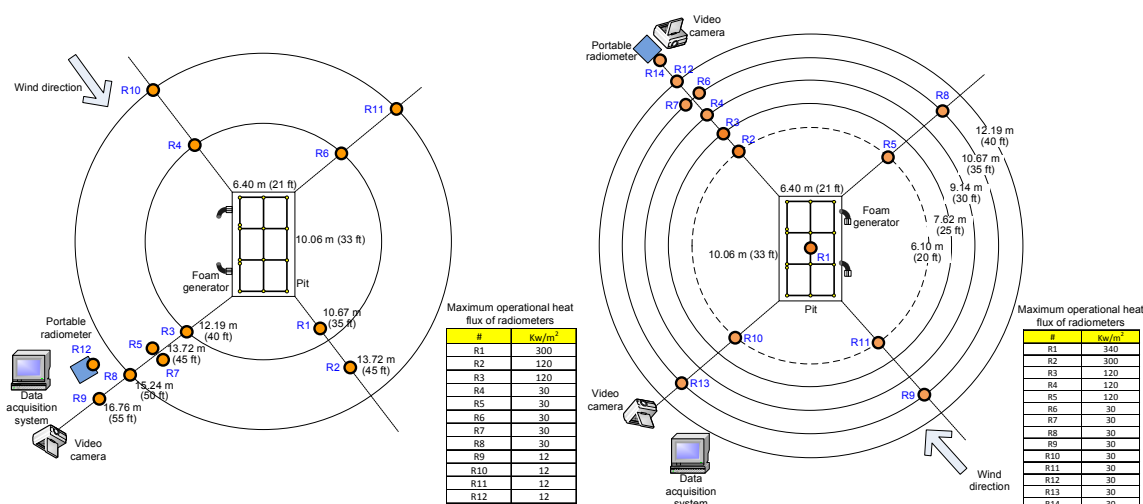 Wind direction
R10
R11
R4
R6
6.40 m (21 ft)
10.06 m (33 ft)
Foam
generator
Pit
R3
12.19 m
(40 ft)
R1
10.67 m
(35 ft)
Portable
radiometer
R12
R5
13.72 m
(45 ft)
R7
R2
13.72 m
(45 ft)
R8
15.24 m
(50 ft)
R9
16.76 m
(55 ft)
Data
acquisition
system
Video
camera
Maximum operational heat
flux of radiometers
# Kw/m²
R1 300
R2 120
R3 120
R4 30
R5 30
R6 30
R7 30
R8 30
R9 12
R10 12
R11 12
R12 12
Video
camera
Portable
radiometer
R14
R12
R6
R7
R4
R3
R2
R8
R5
12.19 m
(40 ft)
10.67 m
(35 ft)
9.14 m
(30 ft)
7.62 m
(25 ft)
6.10 m
(20 ft)
6.40 m (21 ft)
Foam
generator
10.06 m (33 ft)
R1
Pit
R10
R11
R13
R9
Video
camera
Data
acquisition
system
Wind
direction
Maximum operational heat
flux of radiometers
# Kw/m²
R1 340
R2 300
R3 120
R4 120
R5 120
R6 30
R7 30
R8 30
R9 30
R10 30
R11 30
R12 30
R13 30
R14 30